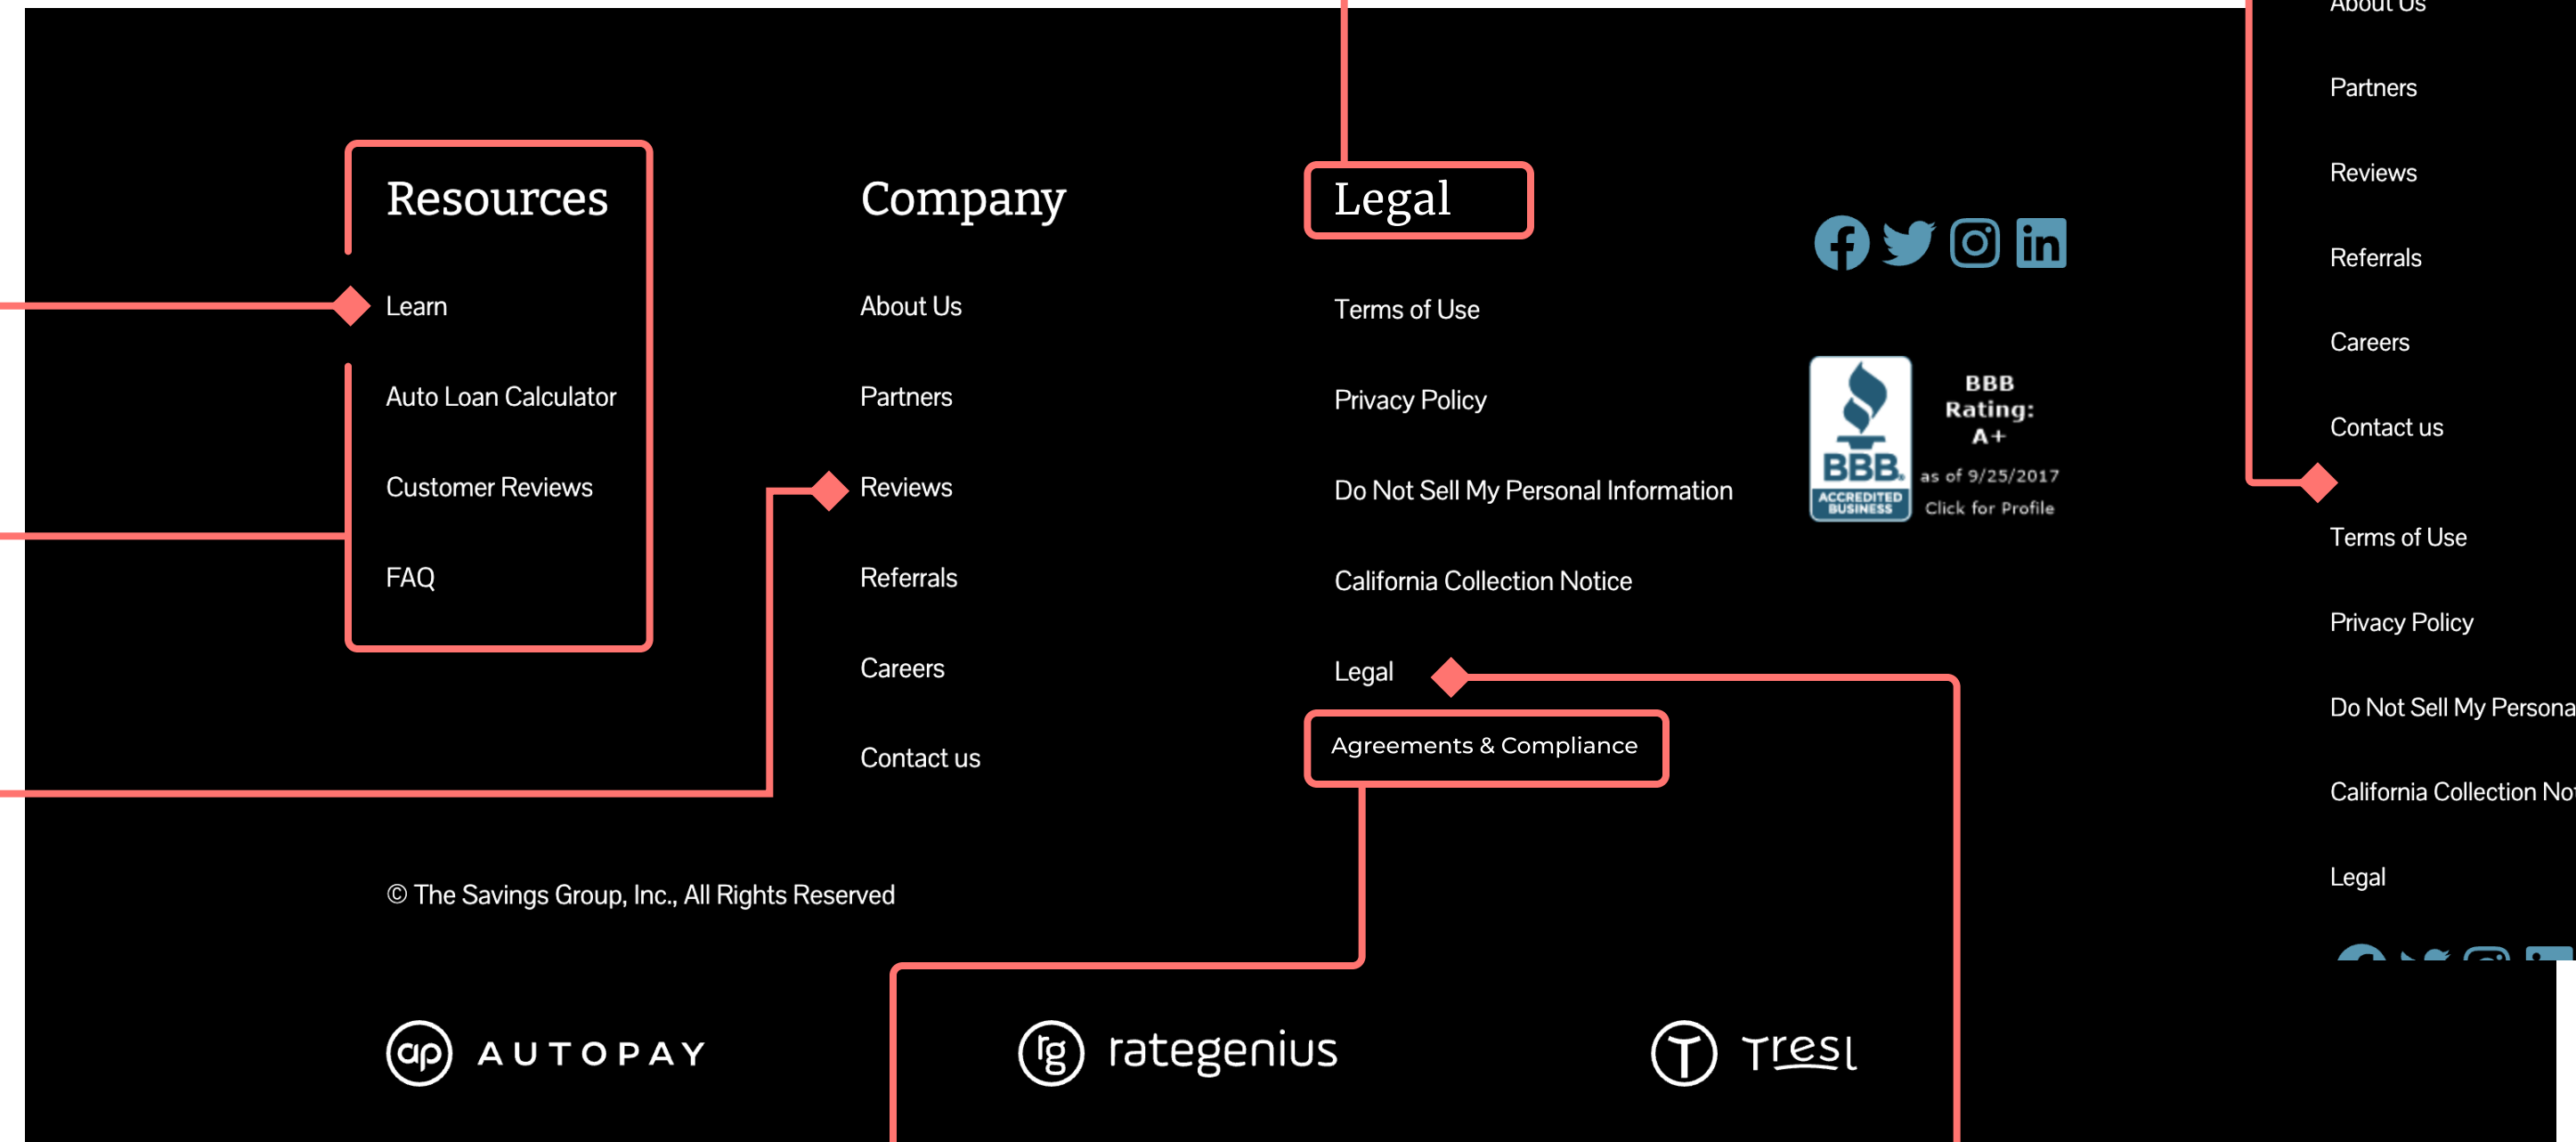 Resources
Learn
Auto Loan Calculator
Customer Reviews
FAQ
Company
About Us
Partners
Reviews
Referrals
Careers
Contact us
Legal
Terms of Use
Privacy Policy
Do Not Sell My Personal Information
California Collection Notice
Legal
Agreements & Compliance
BBB.
ACCREDITED
BUSINESS
BBB
Rating:
A+
as of 9/25/2017
Click for Profile
© The Savings Group, Inc., All Rights Reserved
ap AUTOPAY
rg rategenius
T Tresl
About Us
Partners
Reviews
Referrals
Careers
Contact us
Terms of Use
Privacy Policy
Do Not Sell My Persona
California Collection No
Legal